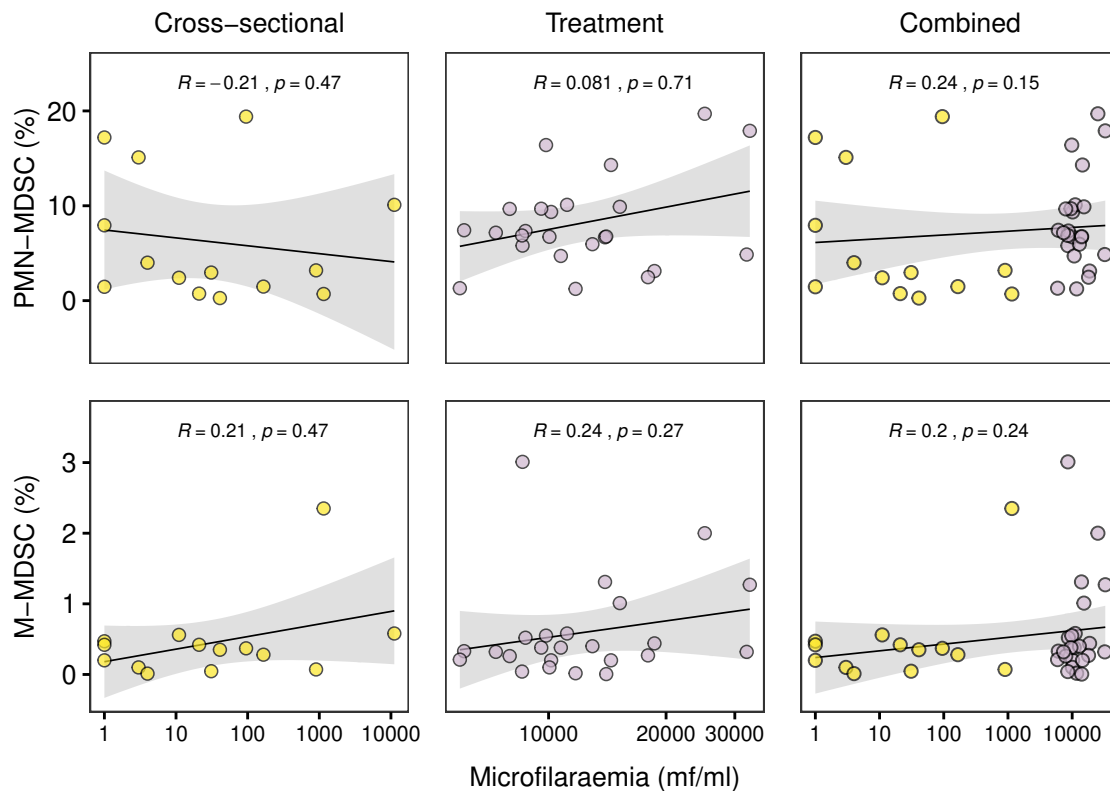 Cross−sectional
Treatment
Combined
PMN−MDSC (%)
20
10
0
R = −0.21 , p = 0.47
R = 0.081 , p = 0.71
R = 0.24 , p = 0.15
M−MDSC (%)
3
2
1
0
R = 0.21 , p = 0.47
R = 0.24 , p = 0.27
R = 0.2 , p = 0.24
1 10 100 1000 10000
10000 20000 30000
1 10 100 1000 10000
Microfilaraemia (mf/ml)